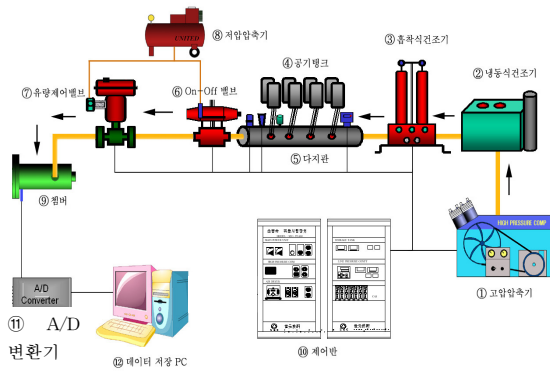 ⑧ 저압압축기
UNITED
③ 흡착식건조기
④ 공기탱크
② 냉동식건조기
⑦ 유량제어밸브
⑥ On-Off 밸브
⑤ 다지관
⑨ 챔버
HIGH PRESSURE COMP
① 고압압축기
A/D
Converter
⑪ A/D
변환기
⑫ 데이터 저장 PC
⑩ 제어반